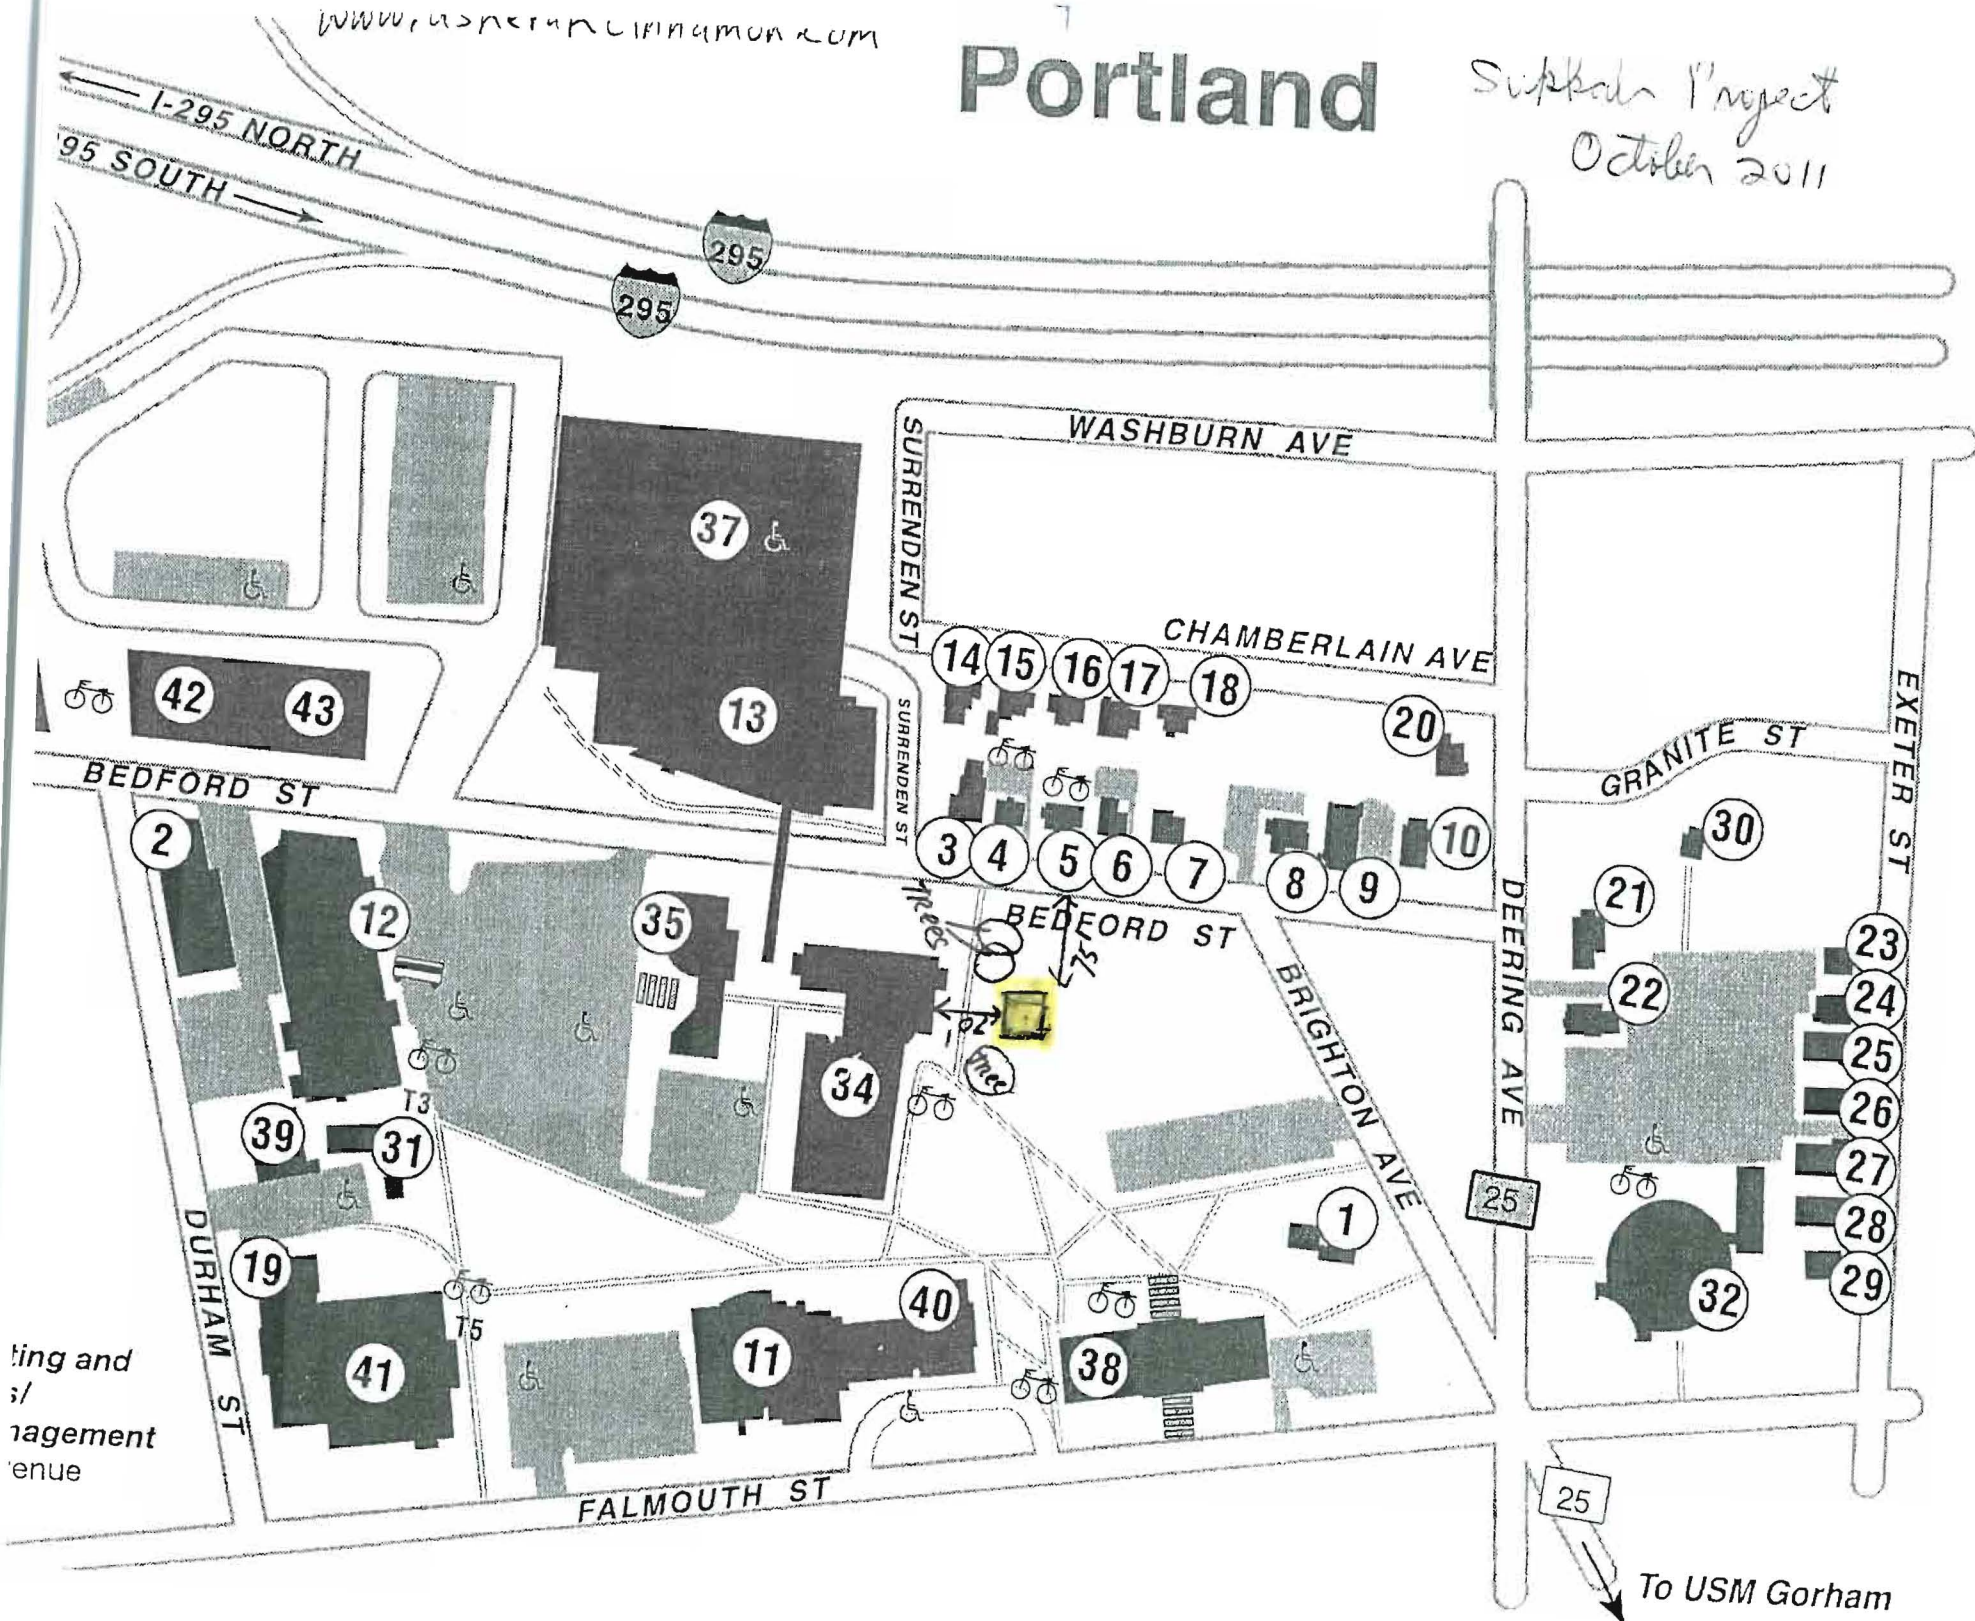 Portland
Sukkah Project
October 2011
I-295 NORTH
95 SOUTH
295
295
WASHBURN AVE
SURRENDEN ST
37
CHAMBERLAIN AVE
14 15 16 17 18
20
EXETER ST
42 43
13
SURRENDEN ST
GRANITE ST
BEDFORD ST
2
3 4 5 6 7 8 9 10
30
21
12
35
Trees
BEDFORD ST
75'
DEERING AVE
BRIGHTON AVE
22
23
24
25
26
27
28
29
34
Tree
T3
39
31
25
1
DURHAM ST
19
40
T5
41
11
38
32
ting and
s/
nagement
enue
FALMOUTH ST
25
To USM Gorham